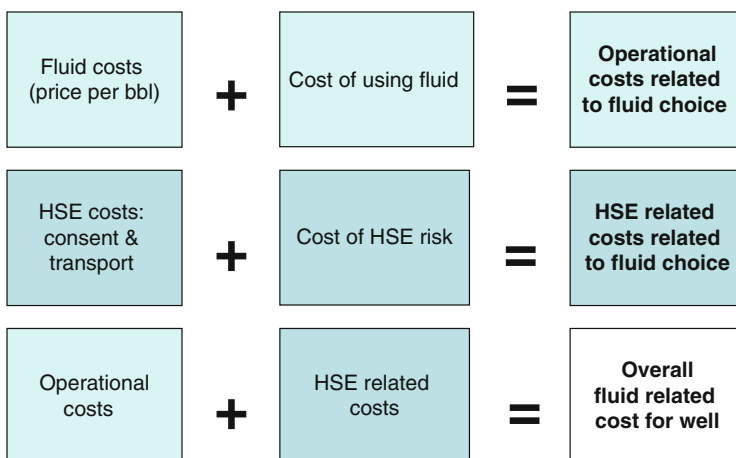 Fluid costs
(price per bbl)
+
Cost of using fluid
=
Operational
costs related
to fluid choice
HSE costs:
consent &
transport
+
Cost of HSE risk
=
HSE related
costs related
to fluid choice
Operational
costs
+
HSE related
costs
=
Overall
fluid related
cost for well